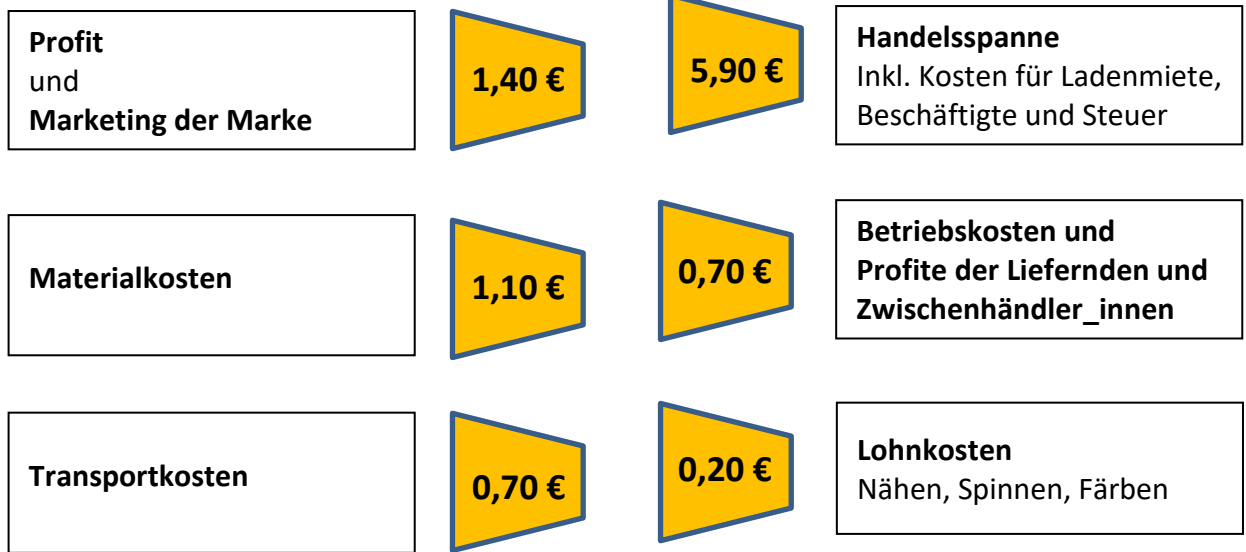 Profit
und
Marketing der Marke
1,40 €
5,90 €
Handelsspanne
Inkl. Kosten für Ladenmiete,
Beschäftigte und Steuer
Materialkosten
1,10 €
0,70 €
Betriebskosten und
Profite der Liefernden und
Zwischenhändler_innen
Transportkosten
0,70 €
0,20 €
Lohnkosten
Nähen, Spinnen, Färben